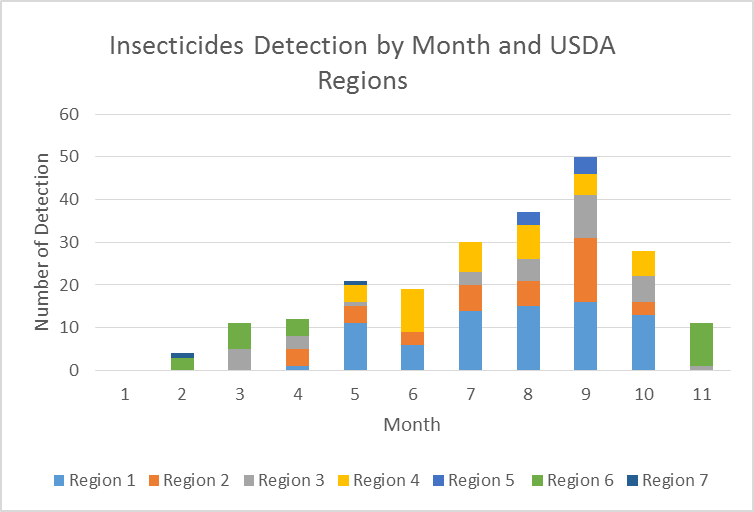 Insecticides Detection by Month and USDA
Regions
60
50
40
30
20
10
0
Number of Detection
1 2 3 4 5 6 7 8 9 10 11
Month
Region 1 Region 2 Region 3 Region 4 Region 5 Region 6 Region 7